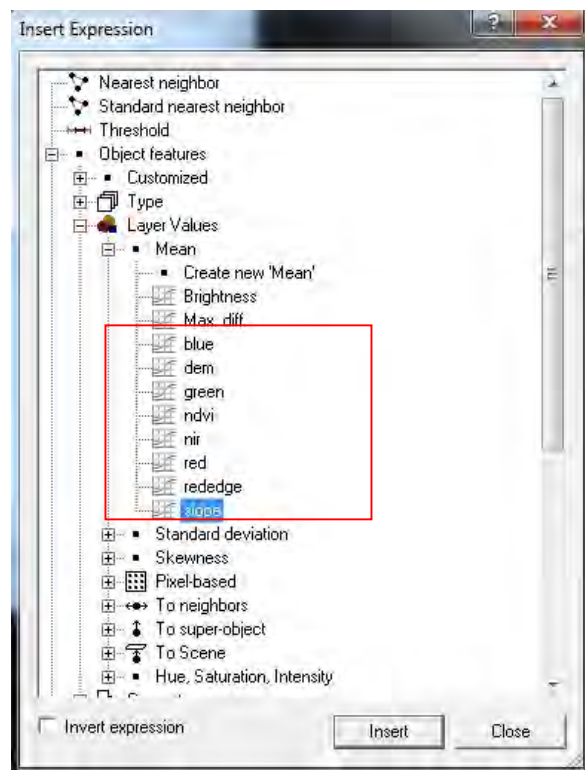 Insert Expression
Nearest neighbor
Standard nearest neighbor
Threshold
Object features
Customized
Type
Layer Values
Mean
Create new 'Mean'
Brightness
Max. diff.
blue
dem
green
ndvi
nir
red
rededge
slope
Standard deviation
Skewness
Pixel-based
To neighbors
To super-object
To Scene
Hue, Saturation, Intensity
Invert expression
Insert
Close